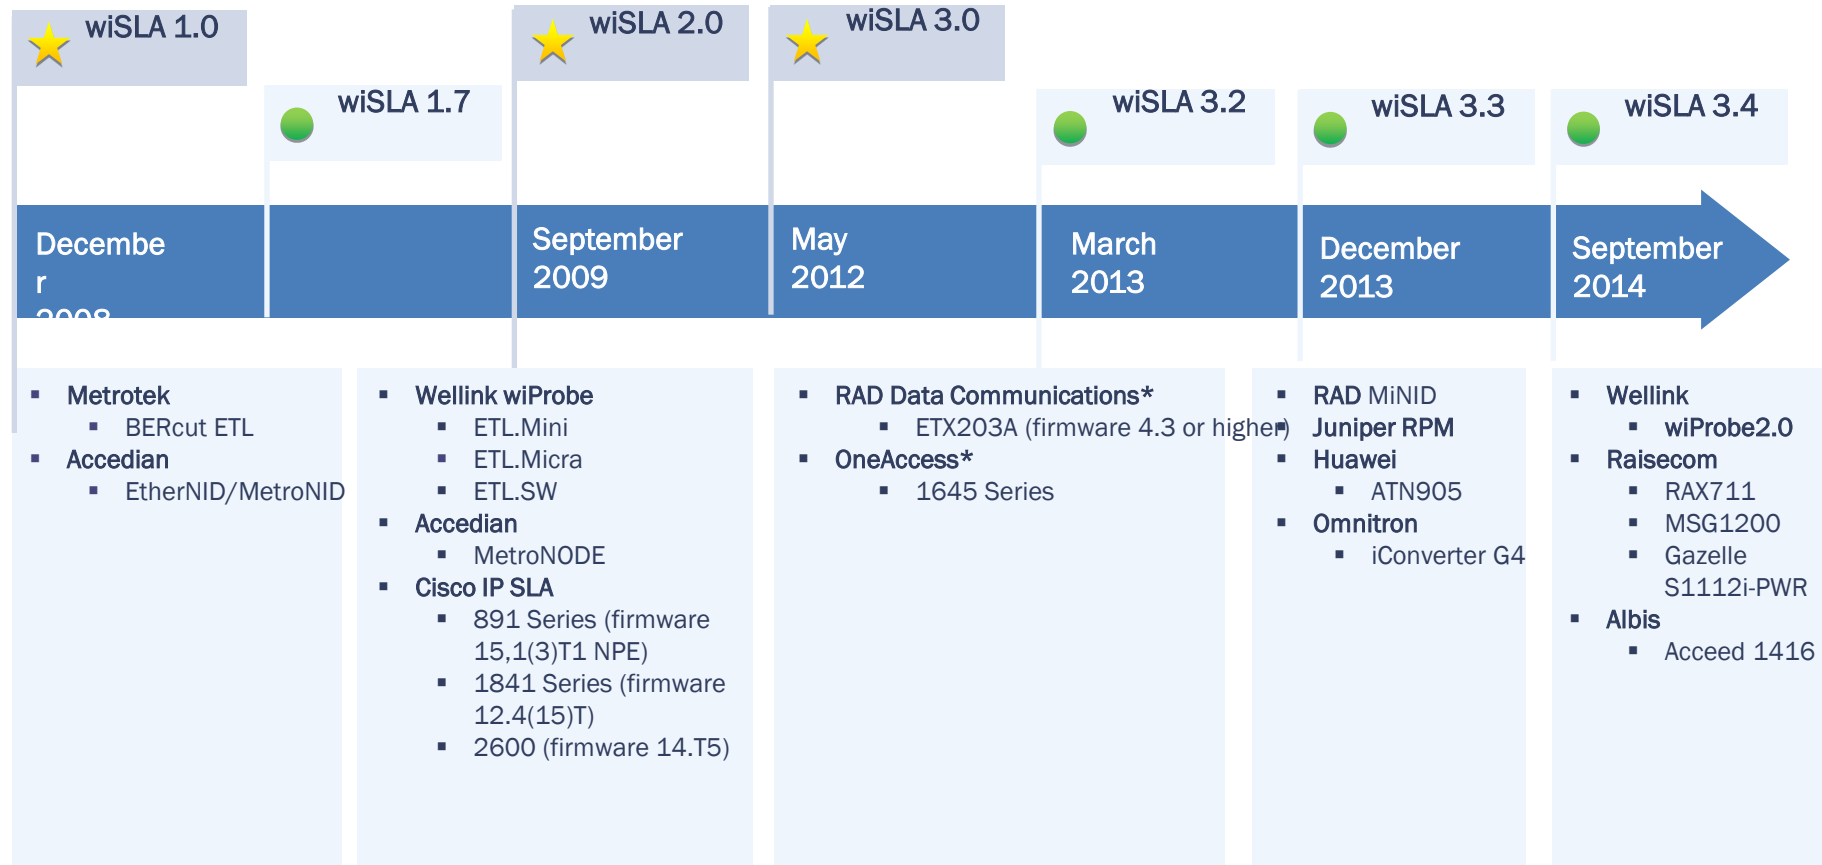 wiSLA 1.0
wiSLA 2.0
wiSLA 3.0
wiSLA 1.7
wiSLA 3.2
wiSLA 3.3
wiSLA 3.4
Decembe
r
2008
September
2009
May
2012
March
2013
December
2013
September
2014
▪ Metrotek
▪ BERcut ETL
▪ Accedian
▪ EtherNID/MetroNID
▪ Wellink wiProbe
▪ ETL.Mini
▪ ETL.Micra
▪ ETL.SW
▪ Accedian
▪ MetroNODE
▪ Cisco IP SLA
▪ 891 Series (firmware
15,1(3)T1 NPE)
▪ 1841 Series (firmware
12.4(15)T)
▪ 2600 (firmware 14.T5)
▪ RAD Data Communications*
▪ ETX203A (firmware 4.3 or higher)
▪ OneAccess*
▪ 1645 Series
▪ RAD MiNID
▪ Juniper RPM
▪ Huawei
▪ ATN905
▪ Omnitron
▪ iConverter G4
▪ Wellink
▪ wiProbe2.0
▪ Raisecom
▪ RAX711
▪ MSG1200
▪ Gazelle
S1112i-PWR
▪ Albis
▪ Acceed 1416